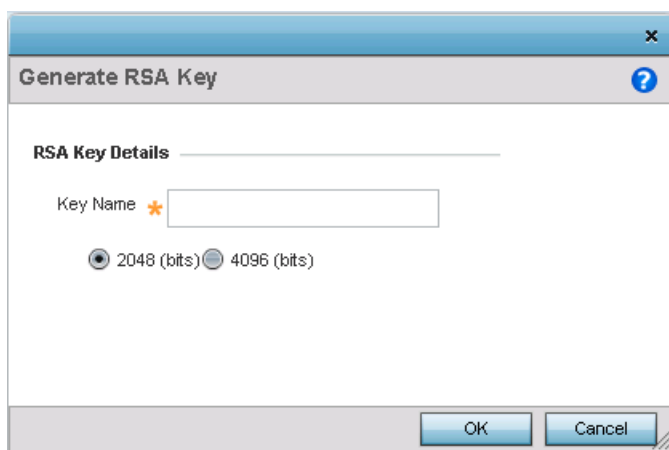 Generate RSA Key
RSA Key Details
Key Name *
2048 (bits) 4096 (bits)
OK Cancel